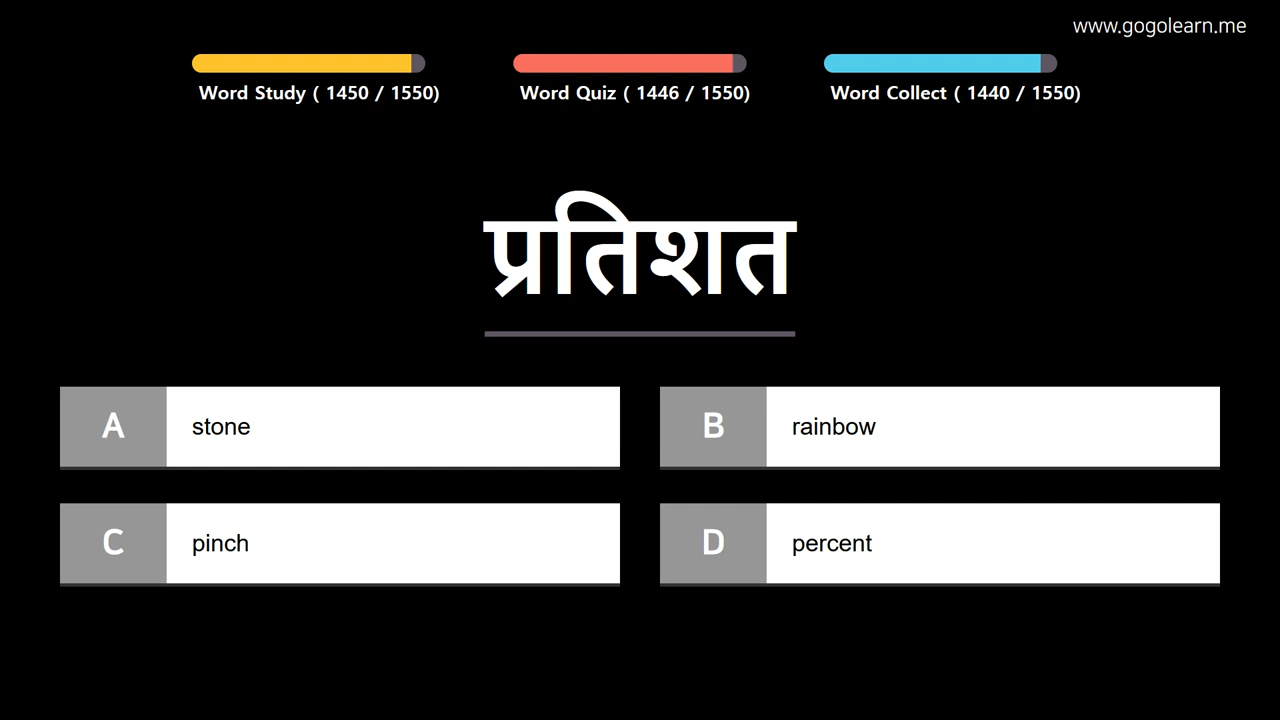 www.gogolearn.me
Word Study ( 1450 / 1550)
Word Quiz ( 1446 / 1550)
Word Collect ( 1440 / 1550)
प्रतिशत
A stone
B rainbow
C pinch
D percent